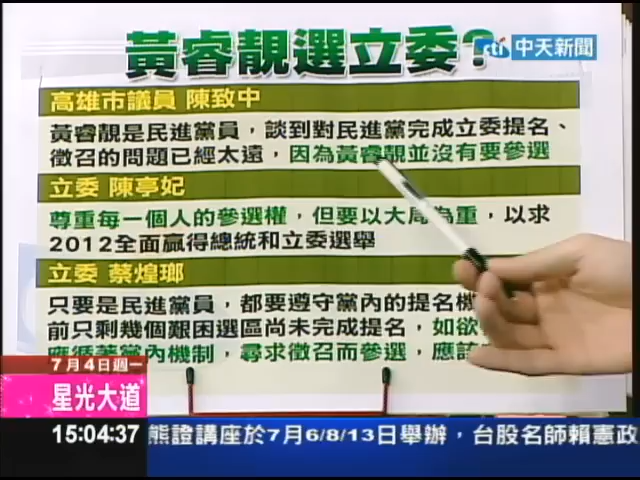 黃睿靚選立委?
cti 中天新聞
高雄市議員 陳致中
黃睿靚是民進黨員，談到對民進黨完成立委提名、
徵召的問題已經太遠，因為黃睿靚並沒有要參選
立委 陳亭妃
尊重每一個人的參選權，但要以大局為重，以求
2012全面贏得總統和立委選舉
立委 蔡煌瑯
只要是民進黨員，都要遵守黨內的提名機
前只剩幾個艱困選區尚未完成提名，如欲
應循著黨內機制，尋求徵召而參選，應該
7月4日週一
星光大道
15:04:37
熊證講座於7月6/8/13日舉辦，台股名師賴憲政